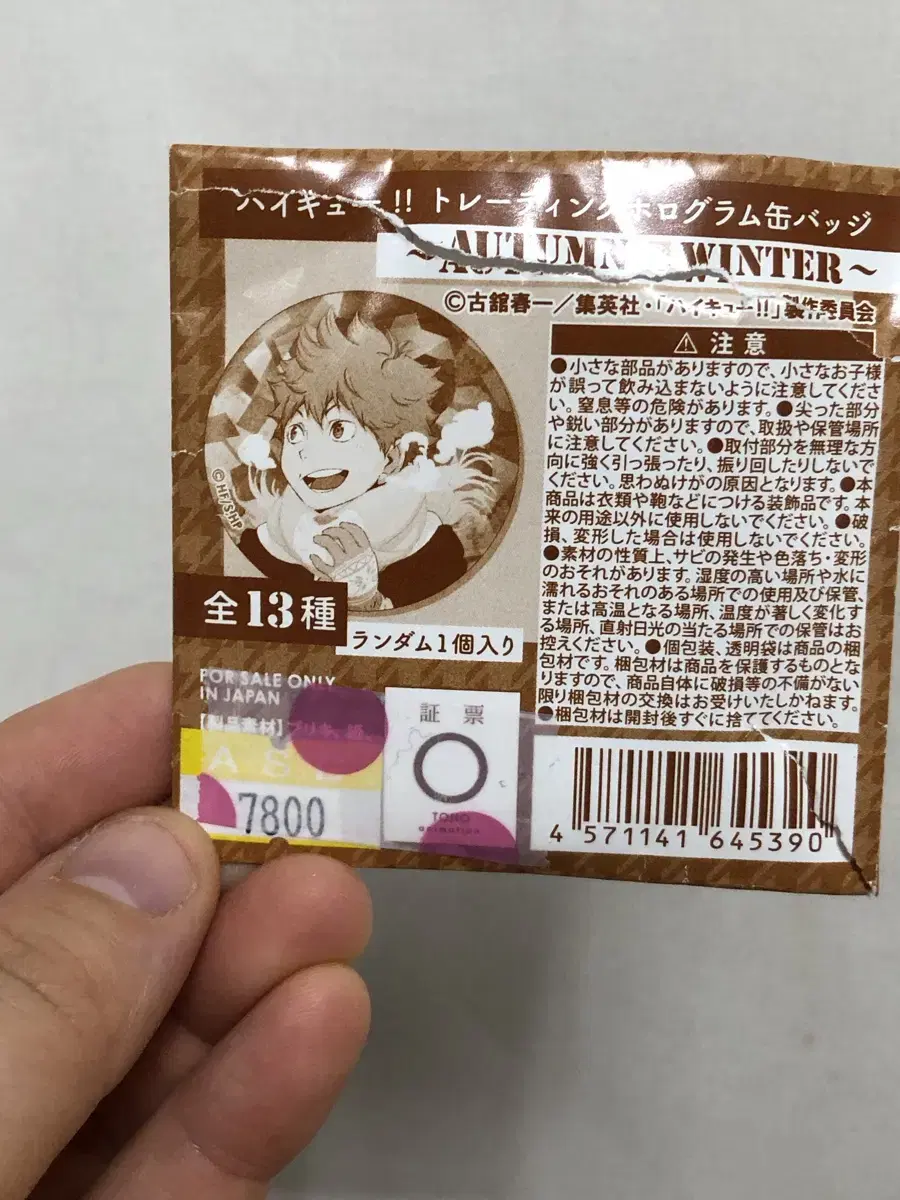 ハイキュー!! トレーディングホログラム缶バッジ
～AUTUMN & WINTER～
©古舘春一／集英社・「ハイキュー!!」製作委員会
⚠ 注意
●小さな部品がありますので、小さなお子様
が誤って飲み込まないように注意してくださ
い。窒息等の危険があります。●尖った部分
や鋭い部分がありますので、取扱や保管場所
に注意してください。●取付部分を無理な方
向に強く引っ張ったり、振り回したりしないで
ください。思わぬけがの原因となります。●本
商品は衣類や鞄などにつける装飾品です。本
来の用途以外に使用しないでください。●破
損、変形した場合は使用しないでください。
●素材の性質上、サビの発生や色落ち・変形
のおそれがあります。湿度の高い場所や水に
濡れるおそれのある場所での使用及び保管、
または高温となる場所、温度が著しく変化す
る場所、直射日光の当たる場所での保管はお
控えください。●個包装、透明袋は商品の梱
包材です。梱包材は商品を保護するものとな
りますので、商品自体に破損等の不備がない
限り梱包材の交換はお受けいたしかねます。
●梱包材は開封後すぐに捨ててください。
©HF/S,HP
全13種
ランダム1個入り
FOR SALE ONLY
IN JAPAN
【製品素材】ブリキ、紙、
7800
証票
TOHO
animation
4 571141 645390